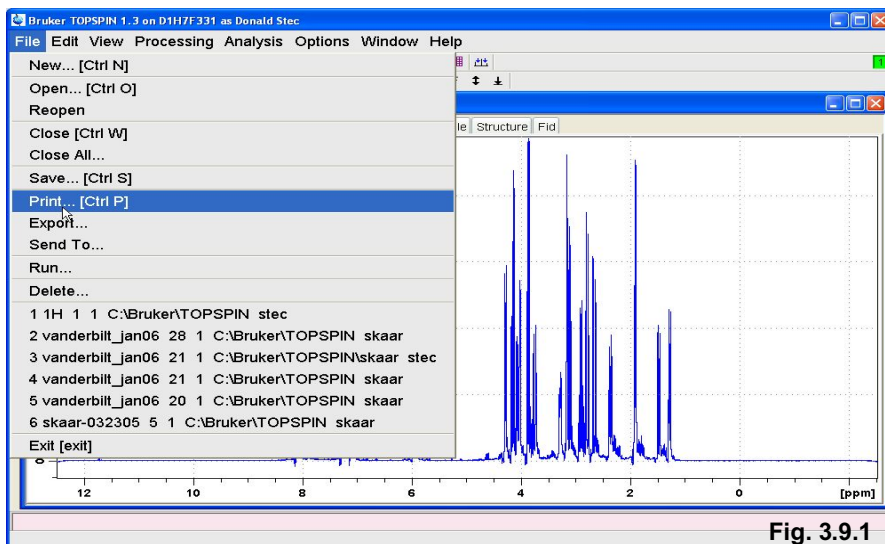 Bruker TOPSPIN 1.3 on D1H7F331 as Donald Stec
File Edit View Processing Analysis Options Window Help
New... [Ctrl N]
Open... [Ctrl O]
Reopen
Close [Ctrl W]
Close All...
Save... [Ctrl S]
Print... [Ctrl P]
Export...
Send To...
Run...
Delete...
1 1H 1 1 C:\Bruker\TOPSPIN stec
2 vanderbilt_jan06 28 1 C:\Bruker\TOPSPIN skaar
3 vanderbilt_jan06 21 1 C:\Bruker\TOPSPIN\skaar stec
4 vanderbilt_jan06 21 1 C:\Bruker\TOPSPIN skaar
5 vanderbilt_jan06 20 1 C:\Bruker\TOPSPIN skaar
6 skaar-032305 5 1 C:\Bruker\TOPSPIN skaar
Exit [exit]
1
Structure Fid
0
12 10 8 6 4 2 0 [ppm]
Fig. 3.9.1